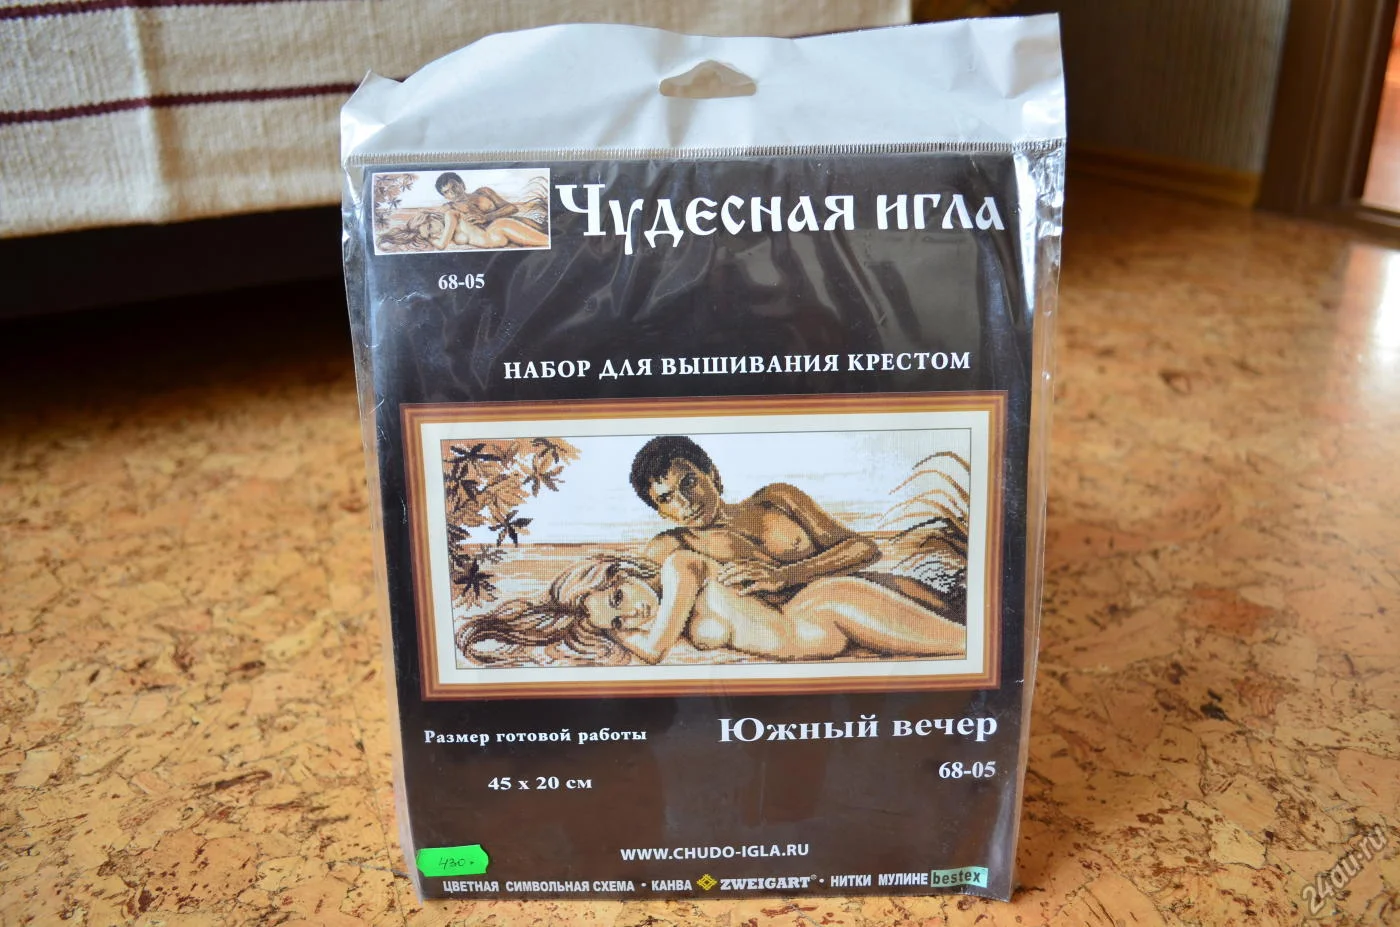 Чудесная игла
68-05
НАБОР ДЛЯ ВЫШИВАНИЯ КРЕСТОМ
Размер готовой работы
45 x 20 см
Южный вечер
68-05
430=
WWW.CHUDO-IGLA.RU
ЦВЕТНАЯ СИМВОЛЬНАЯ СХЕМА • КАНВА ZWEIGART® • НИТКИ МУЛИНЕ bestex
24au.ru